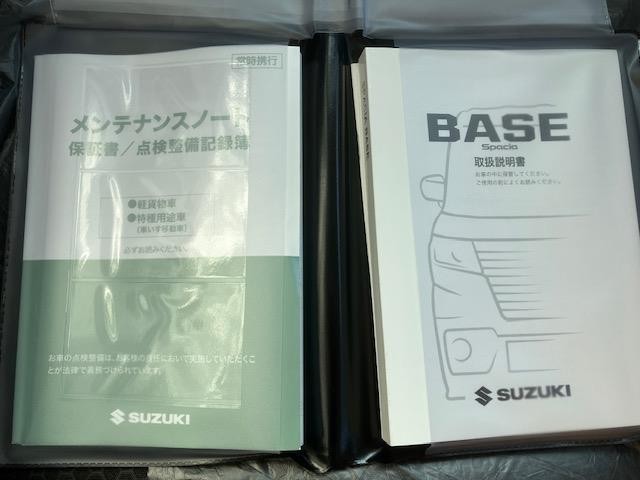 常時携行
メンテナンスノート
保証書／点検整備記録簿
●軽貨物車
●特種用途車
(車いす移動車)
必ずお読みください。
お車の点検整備は、お客様の責任において実施していただくこ
とが法律で義務づけられています。
SUZUKI
BASE
Spacia
取扱説明書
お車の中に保管してください。
ご使用の前によくお読みください。
SUZUKI